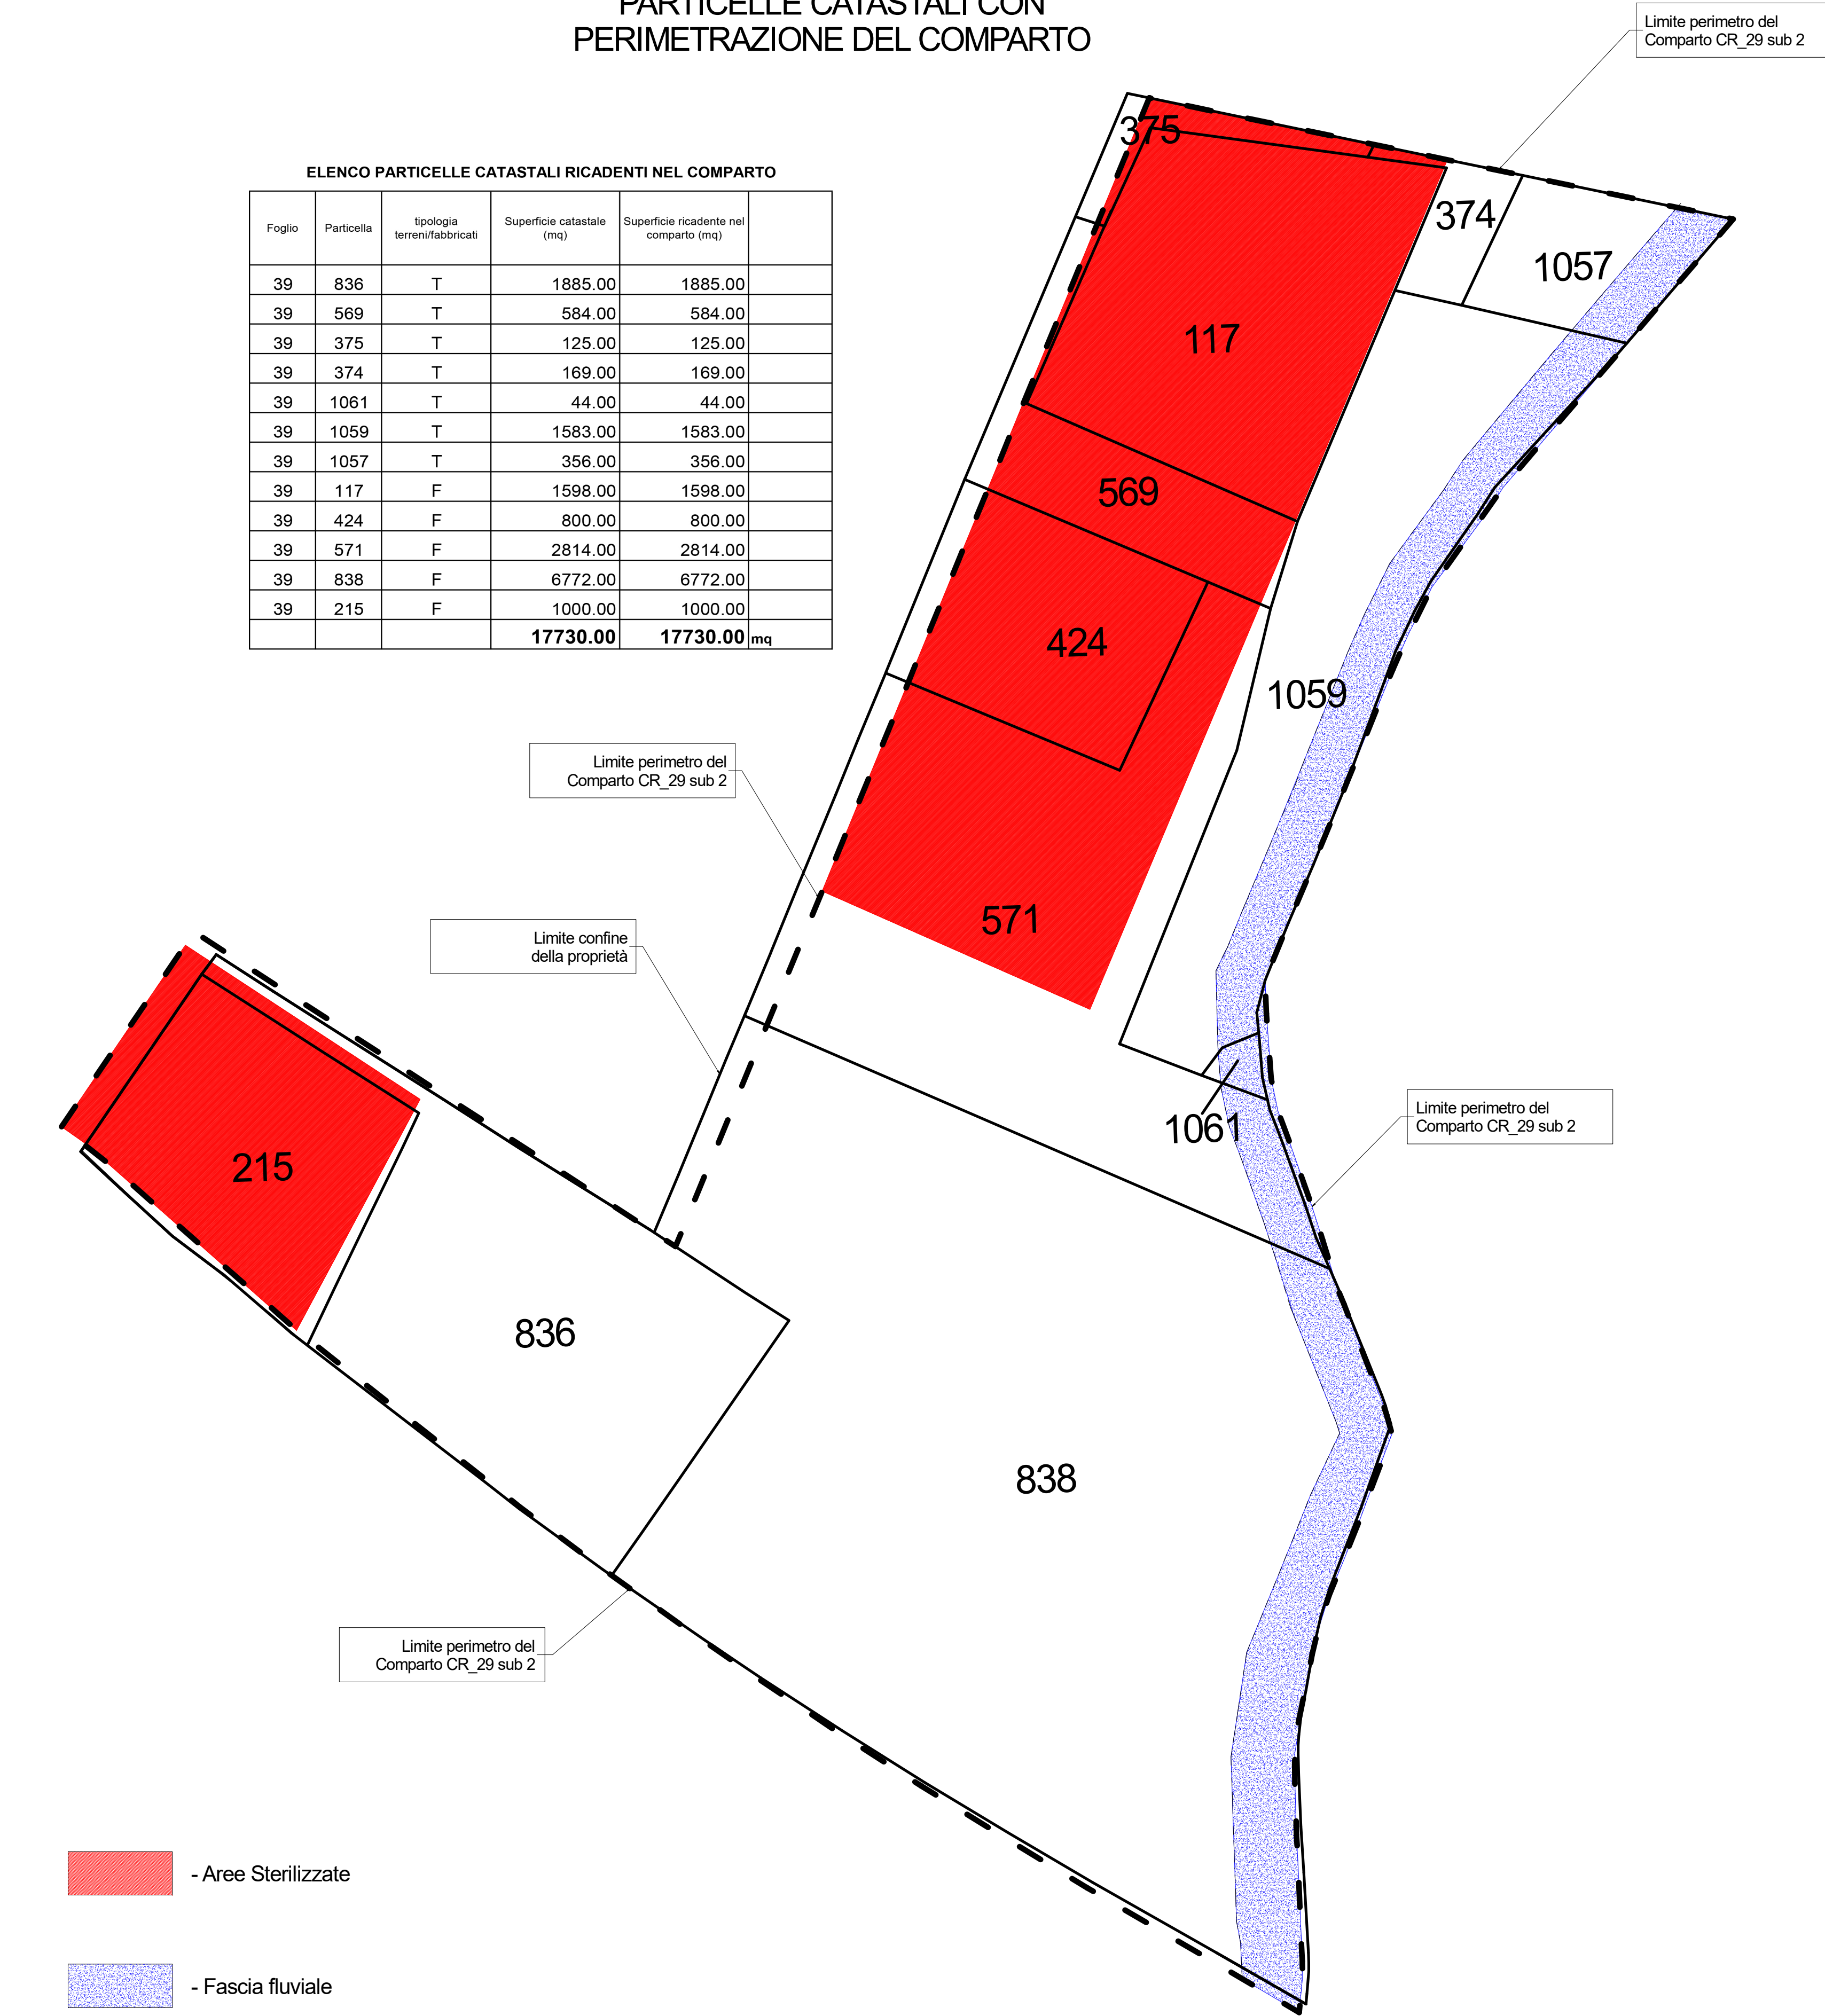 PARTICELLE CATASTALI CON
PERIMETRAZIONE DEL COMPARTO
Limite perimetro del
Comparto CR_29 sub 2
ELENCO PARTICELLE CATASTALI RICADENTI NEL COMPARTO
Foglio Particella tipologia terreni/fabbricati Superficie catastale (mq) Superficie ricadente nel comparto (mq)
39 836 T 1885.00 1885.00
39 569 T 584.00 584.00
39 375 T 125.00 125.00
39 374 T 169.00 169.00
39 1061 T 44.00 44.00
39 1059 T 1583.00 1583.00
39 1057 T 356.00 356.00
39 117 F 1598.00 1598.00
39 424 F 800.00 800.00
39 571 F 2814.00 2814.00
39 838 F 6772.00 6772.00
39 215 F 1000.00 1000.00
17730.00 17730.00 mq
375
374
1057
117
569
424
1059
Limite perimetro del
Comparto CR_29 sub 2
571
Limite confine
della proprietà
1061
Limite perimetro del
Comparto CR_29 sub 2
215
836
838
Limite perimetro del
Comparto CR_29 sub 2
- Aree Sterilizzate
- Fascia fluviale